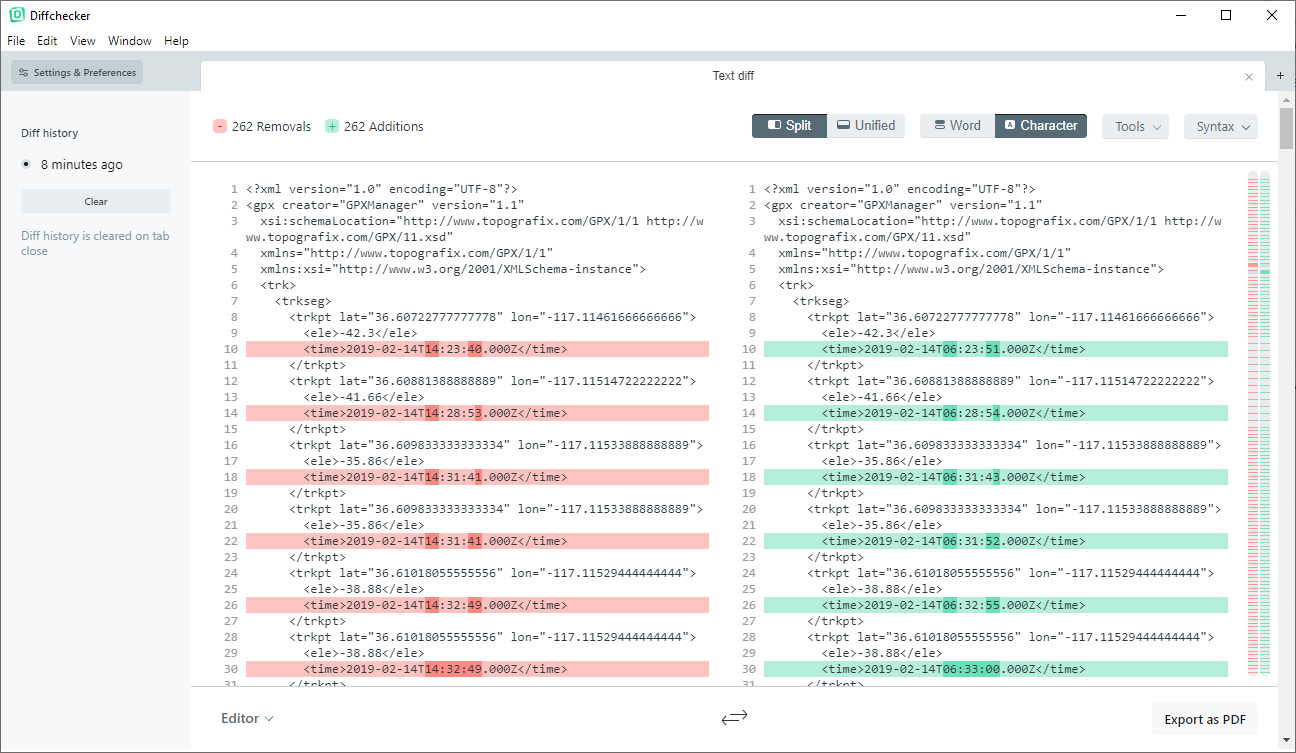 Diffchecker
File Edit View Window Help
Settings & Preferences
Text diff
Diff history
8 minutes ago
Clear
Diff history is cleared on tab
close
262 Removals 262 Additions
Split Unified Word Character Tools Syntax
1 <?xml version="1.0" encoding="UTF-8"?>
2 <gpx creator="GPXManager" version="1.1"
3 xsi:schemaLocation="http://www.topografix.com/GPX/1/1 http://w
ww.topografix.com/GPX/11.xsd"
4 xmlns="http://www.topografix.com/GPX/1/1"
5 xmlns:xsi="http://www.w3.org/2001/XMLSchema-instance">
6 <trk>
7 <trkseg>
8 <trkpt lat="36.60722777777778" lon="-117.11461666666666">
9 <ele>-42.3</ele>
10 <time>2019-02-14T14:23:40.000Z</time>
11 </trkpt>
12 <trkpt lat="36.60881388888889" lon="-117.11514722222222">
13 <ele>-41.66</ele>
14 <time>2019-02-14T14:28:53.000Z</time>
15 </trkpt>
16 <trkpt lat="36.609833333333334" lon="-117.11533888888889">
17 <ele>-35.86</ele>
18 <time>2019-02-14T14:31:41.000Z</time>
19 </trkpt>
20 <trkpt lat="36.609833333333334" lon="-117.11533888888889">
21 <ele>-35.86</ele>
22 <time>2019-02-14T14:31:41.000Z</time>
23 </trkpt>
24 <trkpt lat="36.61018055555556" lon="-117.11529444444444">
25 <ele>-38.88</ele>
26 <time>2019-02-14T14:32:49.000Z</time>
27 </trkpt>
28 <trkpt lat="36.61018055555556" lon="-117.11529444444444">
29 <ele>-38.88</ele>
30 <time>2019-02-14T14:32:49.000Z</time>
31 </trkpt>
1 <?xml version="1.0" encoding="UTF-8"?>
2 <gpx creator="GPXManager" version="1.1"
3 xsi:schemaLocation="http://www.topografix.com/GPX/1/1 http://w
ww.topografix.com/GPX/11.xsd"
4 xmlns="http://www.topografix.com/GPX/1/1"
5 xmlns:xsi="http://www.w3.org/2001/XMLSchema-instance">
6 <trk>
7 <trkseg>
8 <trkpt lat="36.60722777777778" lon="-117.11461666666666">
9 <ele>-42.3</ele>
10 <time>2019-02-14T06:23:51.000Z</time>
11 </trkpt>
12 <trkpt lat="36.60881388888889" lon="-117.11514722222222">
13 <ele>-41.66</ele>
14 <time>2019-02-14T06:28:54.000Z</time>
15 </trkpt>
16 <trkpt lat="36.609833333333334" lon="-117.11533888888889">
17 <ele>-35.86</ele>
18 <time>2019-02-14T06:31:43.000Z</time>
19 </trkpt>
20 <trkpt lat="36.609833333333334" lon="-117.11533888888889">
21 <ele>-35.86</ele>
22 <time>2019-02-14T06:31:52.000Z</time>
23 </trkpt>
24 <trkpt lat="36.61018055555556" lon="-117.11529444444444">
25 <ele>-38.88</ele>
26 <time>2019-02-14T06:32:55.000Z</time>
27 </trkpt>
28 <trkpt lat="36.61018055555556" lon="-117.11529444444444">
29 <ele>-38.88</ele>
30 <time>2019-02-14T06:33:00.000Z</time>
31 </trkpt>
Editor
Export as PDF